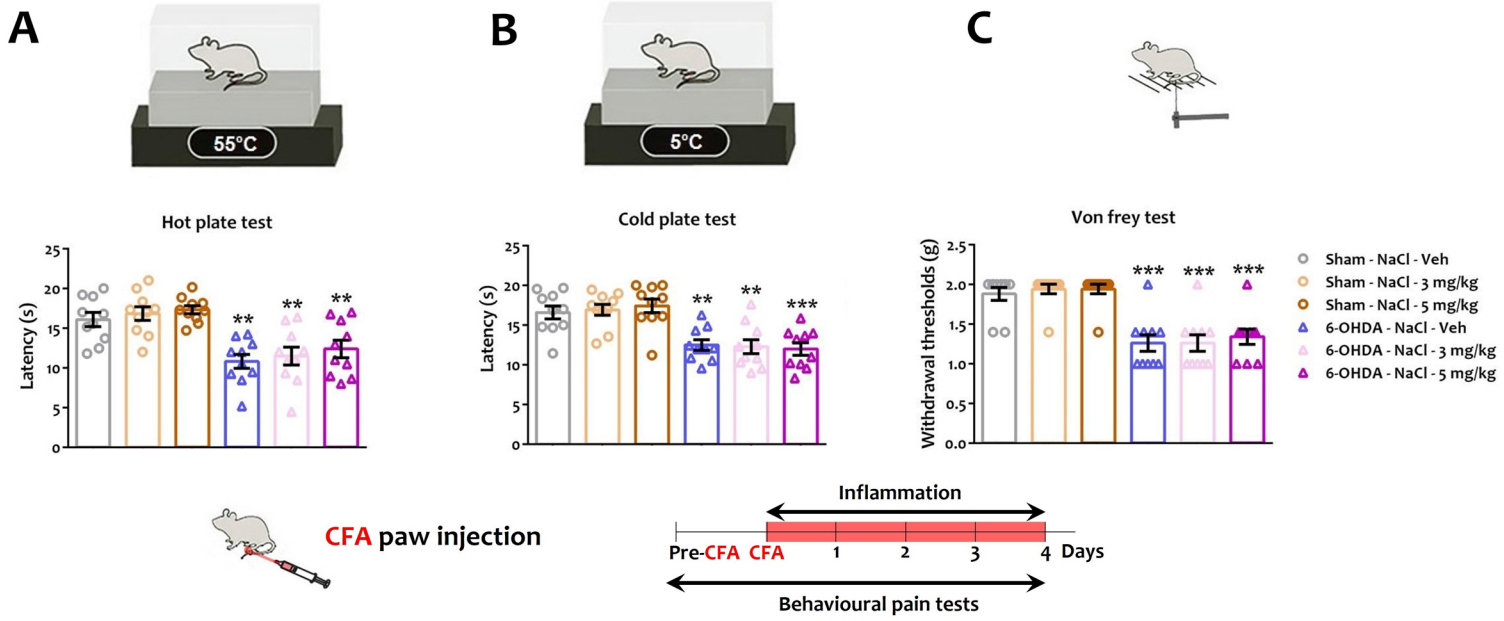 A
B
C
55°C
5°C
Hot plate test
Cold plate test
Von frey test
Latency (s)
25
20
15
10
5
0
**
**
**
Latency (s)
25
20
15
10
5
0
**
**
***
Withdrawal thresholds (g)
2.5
2.0
1.5
1.0
0.5
0.0
***
***
***
Sham - NaCl - Veh
Sham - NaCl - 3 mg/kg
Sham - NaCl - 5 mg/kg
6-OHDA - NaCl - Veh
6-OHDA - NaCl - 3 mg/kg
6-OHDA - NaCl - 5 mg/kg
CFA paw injection
Inflammation
Pre-CFA CFA 1 2 3 4 Days
Behavioural pain tests